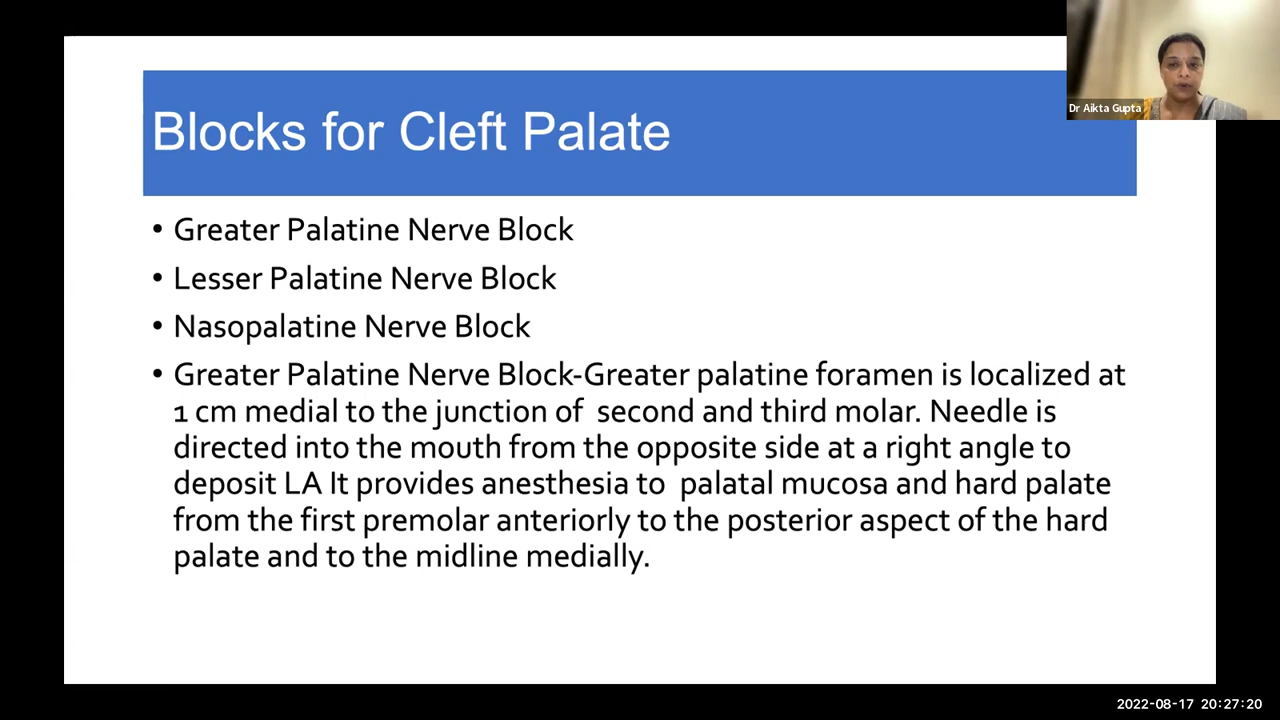 Dr Aikta Gupta
Blocks for Cleft Palate
• Greater Palatine Nerve Block
• Lesser Palatine Nerve Block
• Nasopalatine Nerve Block
• Greater Palatine Nerve Block-Greater palatine foramen is localized at
1 cm medial to the junction of  second and third molar. Needle is
directed into the mouth from the opposite side at a right angle to
deposit LA It provides anesthesia to  palatal mucosa and hard palate
from the first premolar anteriorly to the posterior aspect of the hard
palate and to the midline medially.
2022-08-17 20:27:20